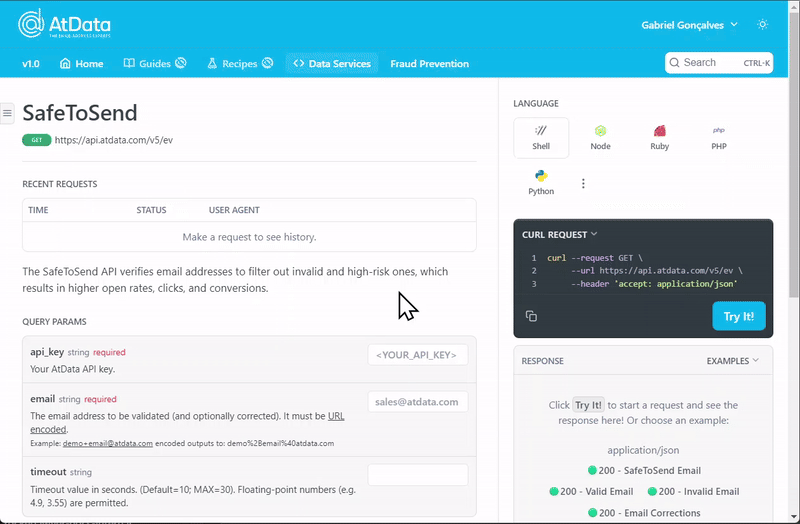 AtData
Gabriel Gonçalves
v1.0
Home
Guides
Recipes
Data Services
Fraud Prevention
Search
CTRL-K
SafeToSend
GET
https://api.atdata.com/v5/ev
RECENT REQUESTS
TIME STATUS USER AGENT
Make a request to see history.
The SafeToSend API verifies email addresses to filter out invalid and high-risk ones, which
results in higher open rates, clicks, and conversions.
QUERY PARAMS
api_key string required
<YOUR_API_KEY>
Your AtData API key.
email string required
sales@atdata.com
The email address to be validated (and optionally corrected). It must be URL
encoded.
Example: demo+email@atdata.com encoded outputs to: demo%2Bemail%40atdata.com
timeout string
Timeout value in seconds. (Default=10; MAX=30). Floating-point numbers (e.g.
4.9, 3.55) are permitted.
LANGUAGE
Shell
Node
Ruby
php
PHP
Python
CURL REQUEST
1 curl --request GET \
2 --url https://api.atdata.com/v5/ev \
3 --header 'accept: application/json'
Try It!
RESPONSE
EXAMPLES
Click Try It! to start a request and see the
response here! Or choose an example:
application/json
200 - SafeToSend Email
200 - Valid Email
200 - Invalid Email
200 - Email Corrections